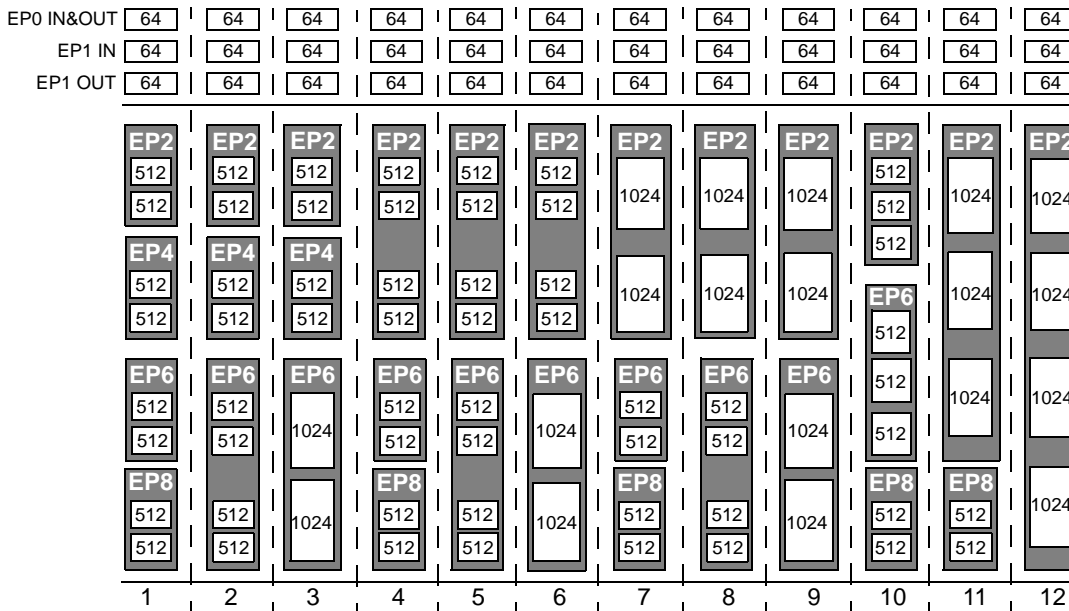 EP0 IN&OUT 64 64 64 64 64 64 64 64 64 64 64 64
EP1 IN 64 64 64 64 64 64 64 64 64 64 64 64
EP1 OUT 64 64 64 64 64 64 64 64 64 64 64 64
EP2 EP2 EP2 EP2 EP2 EP2 EP2 EP2 EP2 EP2 EP2 EP2
512 512 512 512 512 512 1024 1024 1024 512 1024 1024
512 512 512 512 512 512 512
512
EP4 EP4 EP4
512 512 512 512 512 512 1024 1024 1024 EP6 1024 1024
512 512 512 512 512 512 512
EP6 EP6 EP6 EP6 EP6 EP6 EP6 EP6 EP6 512
512 512 512 512 512 512 1024 1024
1024 1024 1024
512 512 512 512 512 512 512
EP8 EP8 EP8 EP8 EP8
512 512 1024 512 512 1024 512 512 1024 512 512 1024
512 512 512 512 512 512 512 512
1 2 3 4 5 6 7 8 9 10 11 12